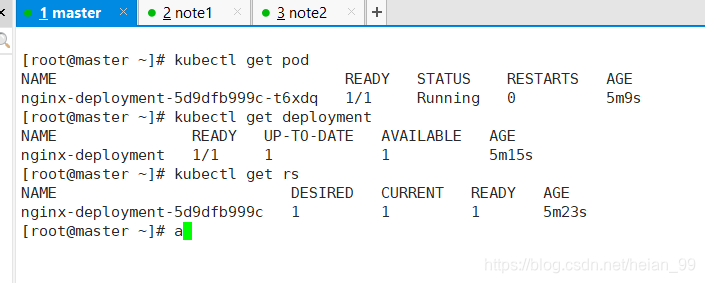 1 master × 2 note1 × 3 note2 × +
[root@master ~]# kubectl get pod
NAME READY STATUS RESTARTS AGE
nginx-deployment-5d9dfb999c-t6xdq 1/1 Running 0 5m9s
[root@master ~]# kubectl get deployment
NAME READY UP-TO-DATE AVAILABLE AGE
nginx-deployment 1/1 1 1 5m15s
[root@master ~]# kubectl get rs
NAME DESIRED CURRENT READY AGE
nginx-deployment-5d9dfb999c 1 1 1 5m23s
[root@master ~]# a
https://blog.csdn.net/heian_99